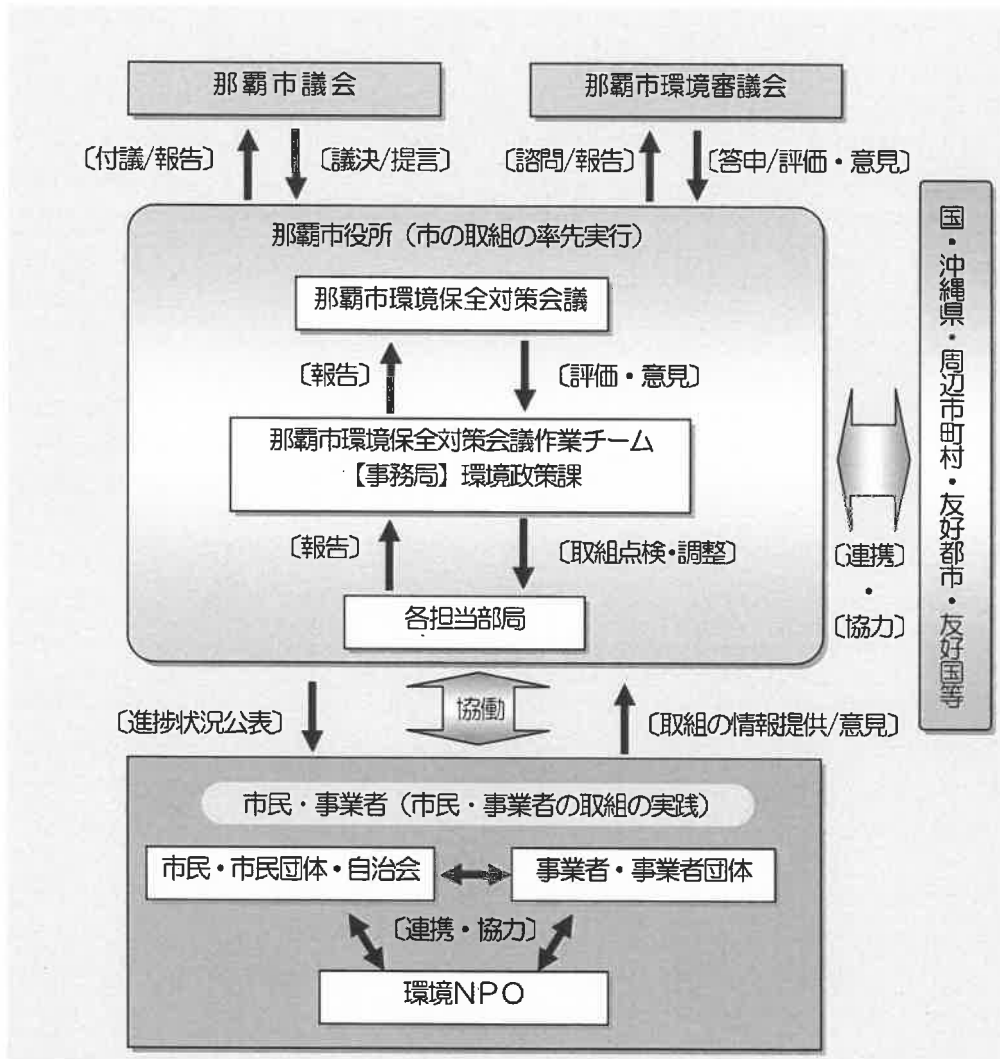 那覇市議会
那覇市環境審議会
〔付議/報告〕
〔議決/提言〕
〔諮問/報告〕
〔答申/評価・意見〕
那覇市役所（市の取組の率先実行）
那覇市環境保全対策会議
〔報告〕
〔評価・意見〕
那覇市環境保全対策会議作業チーム
【事務局】環境政策課
〔報告〕
〔取組点検・調整〕
各担当部局
国・沖縄県・周辺市町村・友好都市・友好国等
〔連携〕
・
〔協力〕
〔進捗状況公表〕
協働
〔取組の情報提供/意見〕
市民・事業者（市民・事業者の取組の実践）
市民・市民団体・自治会
事業者・事業者団体
〔連携・協力〕
環境NPO